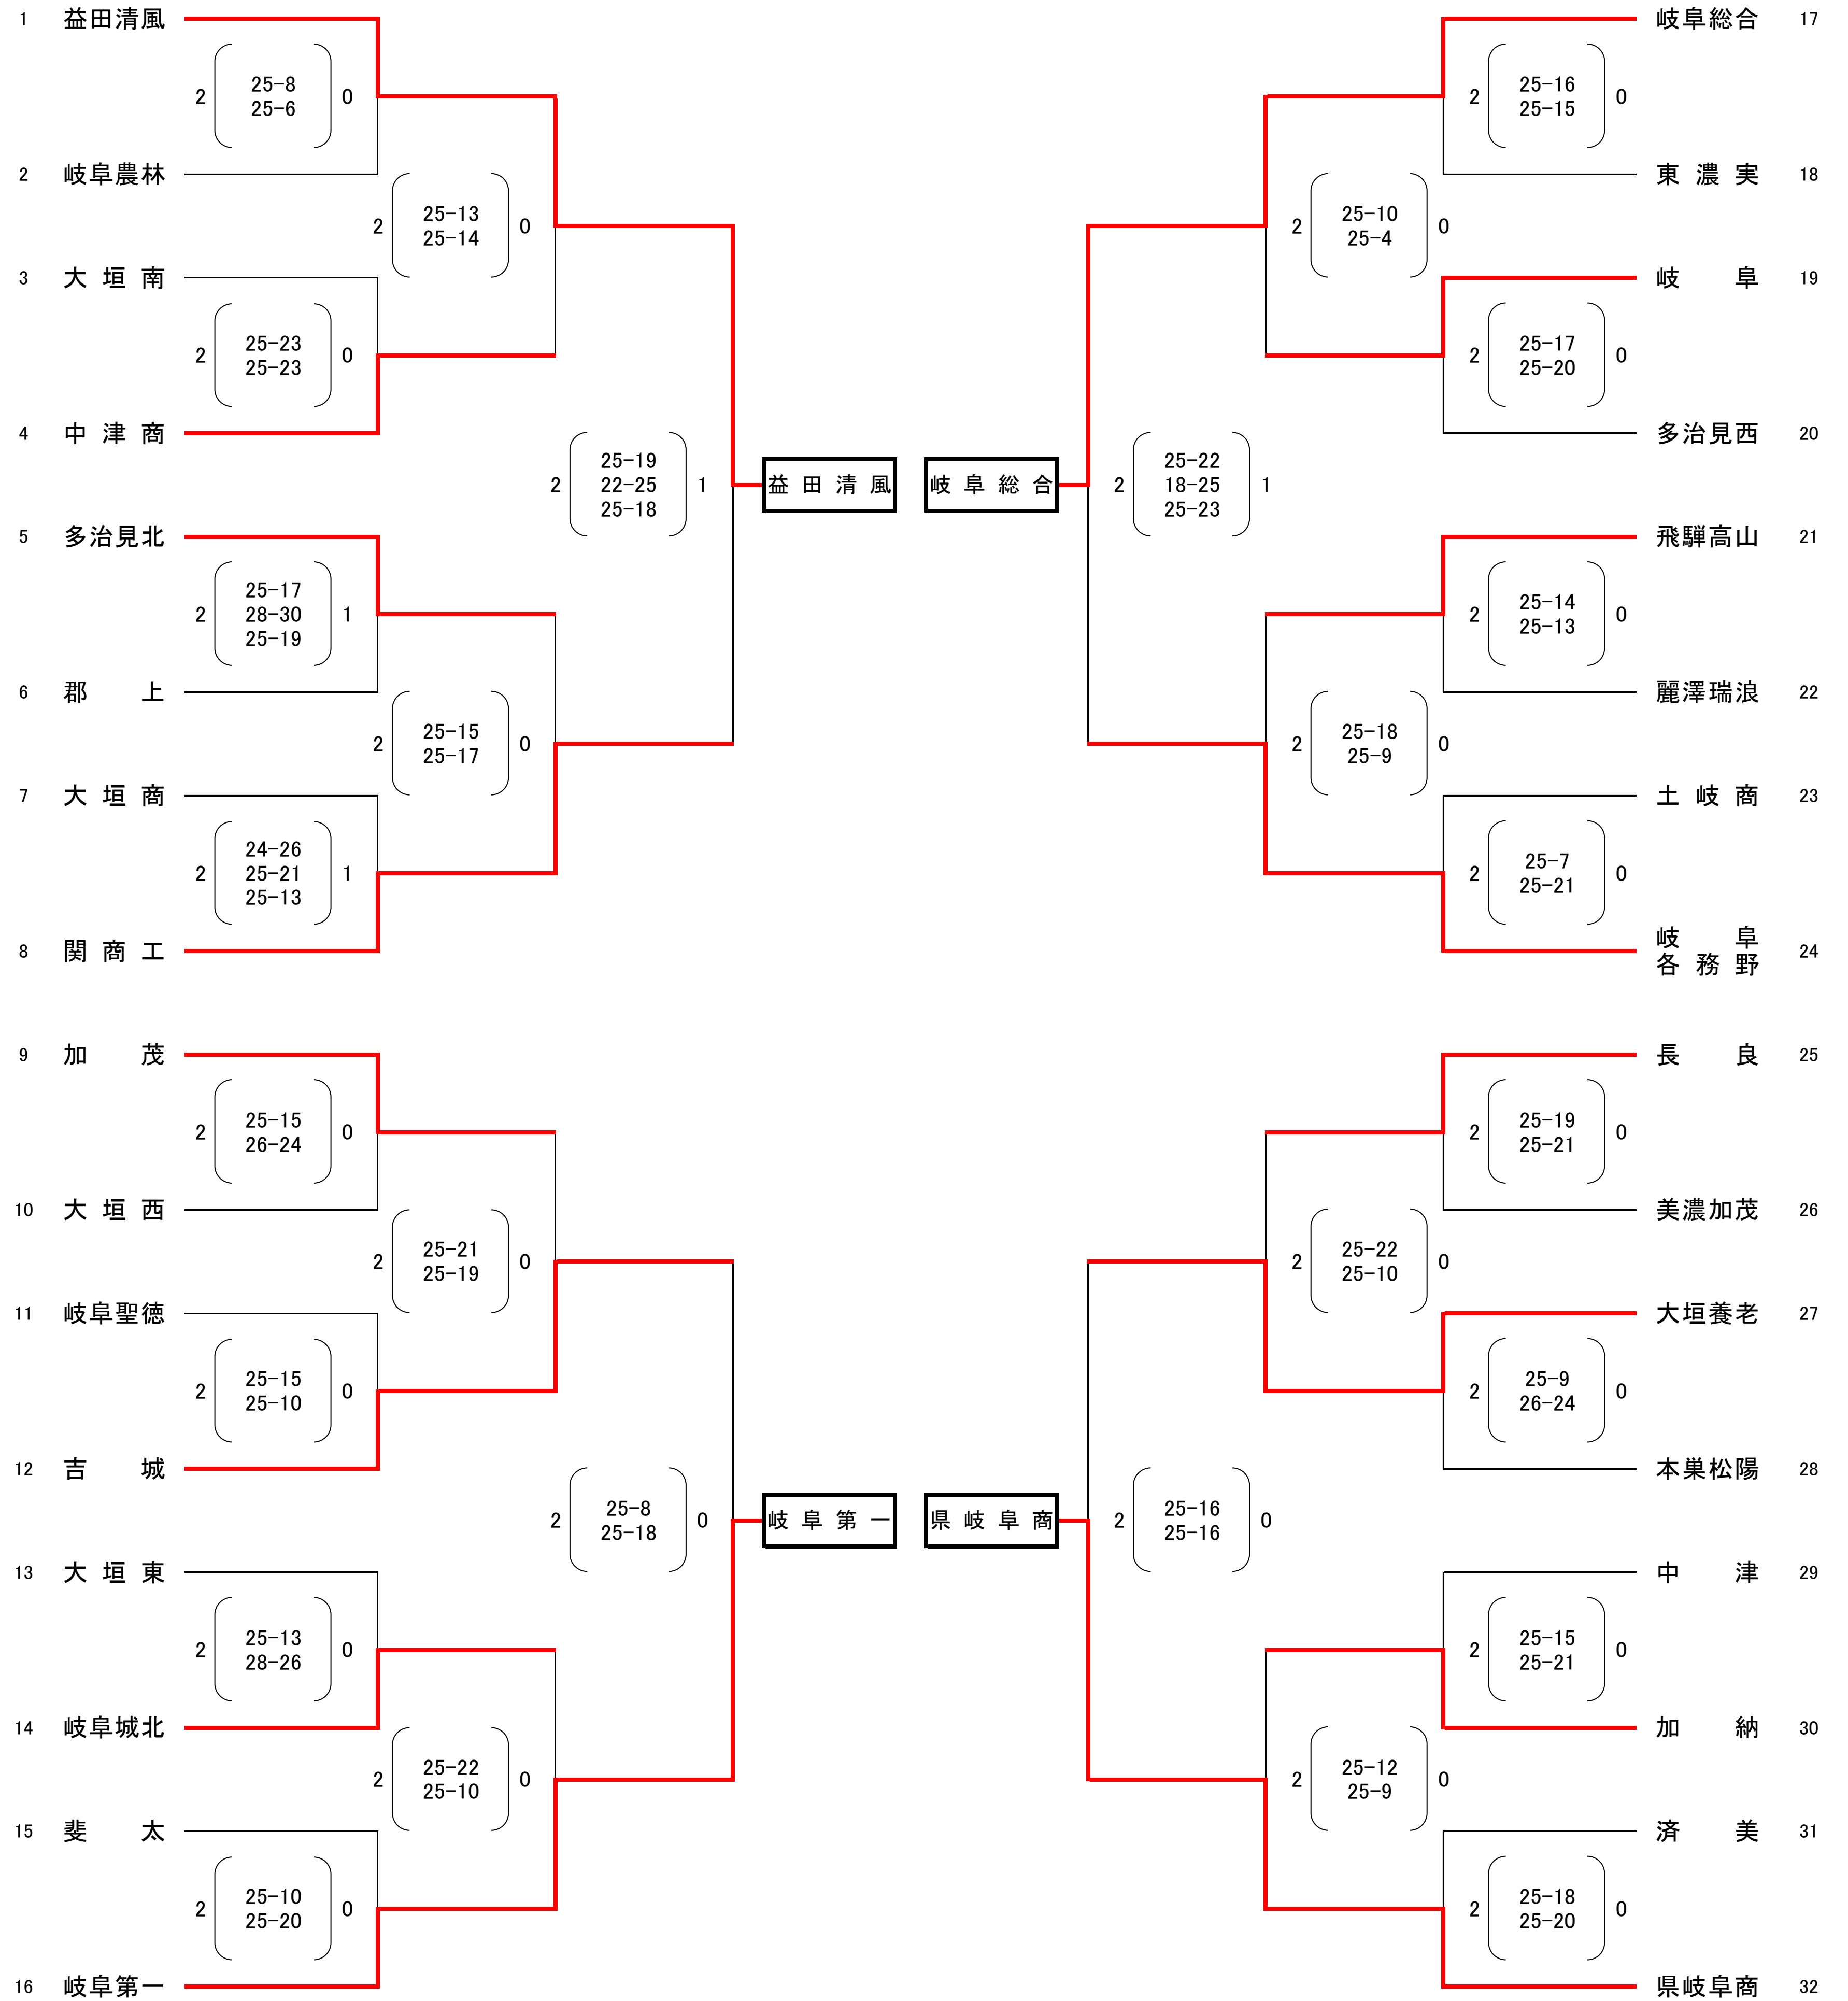 1 益田清風
2 25-8 0
25-6
2 岐阜農林
2 25-13 0
25-14
3 大垣南
2 25-23 0
25-23
4 中津商
2 25-19 1
22-25
25-18
益田清風
5 多治見北
2 25-17 1
28-30
25-19
6 郡上
2 25-15 0
25-17
7 大垣商
2 24-26 1
25-21
25-13
8 関商工
9 加茂
2 25-15 0
26-24
10 大垣西
2 25-21 0
25-19
11 岐阜聖徳
2 25-15 0
25-10
12 吉城
2 25-8 0
25-18
岐阜第一
13 大垣東
2 25-13 0
28-26
14 岐阜城北
2 25-22 0
25-10
15 斐太
2 25-10 0
25-20
16 岐阜第一
岐阜総合 17
2 25-16 0
25-15
東濃実 18
2 25-10 0
25-4
岐阜 19
2 25-17 0
25-20
多治見西 20
岐阜総合
2 25-22 1
18-25
25-23
飛騨高山 21
2 25-14 0
25-13
麗澤瑞浪 22
2 25-18 0
25-9
土岐商 23
2 25-7 0
25-21
岐阜
各務野 24
長良 25
2 25-19 0
25-21
美濃加茂 26
2 25-22 0
25-10
大垣養老 27
2 25-9 0
26-24
本巣松陽 28
県岐阜商
2 25-16 0
25-16
中津 29
2 25-15 0
25-21
加納 30
2 25-12 0
25-9
済美 31
2 25-18 0
25-20
県岐阜商 32